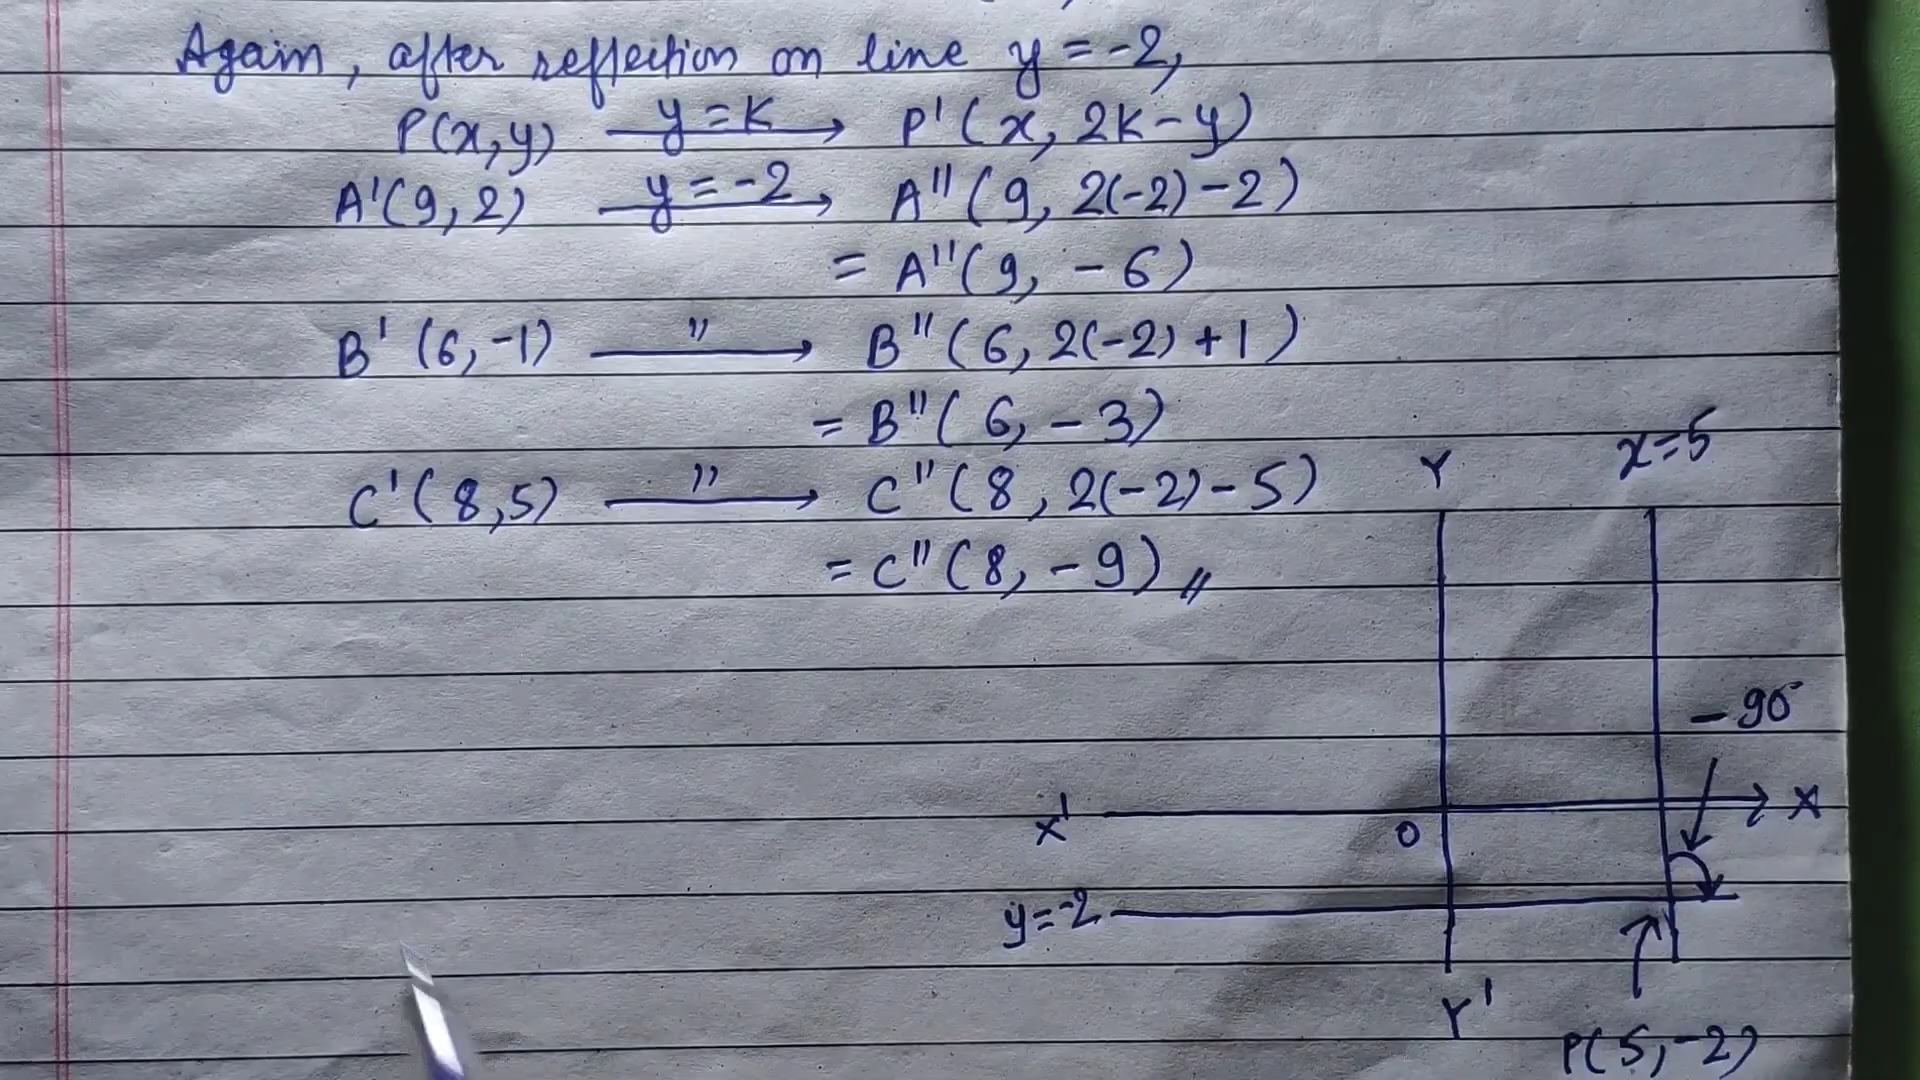 Again, after reflection on line y = -2,
P(x,y) y = K → P'(x, 2K-y)
A'(9,2) y = -2 → A''(9, 2(-2)-2)
= A''(9, -6)
B'(6,-1) '' → B''(6, 2(-2)+1)
= B''(6, -3)
C'(8,5) '' → C''(8, 2(-2)-5)
= C''(8, -9) //
Y x=5
-90°
X' O X
y=-2
Y'
P(5,-2)